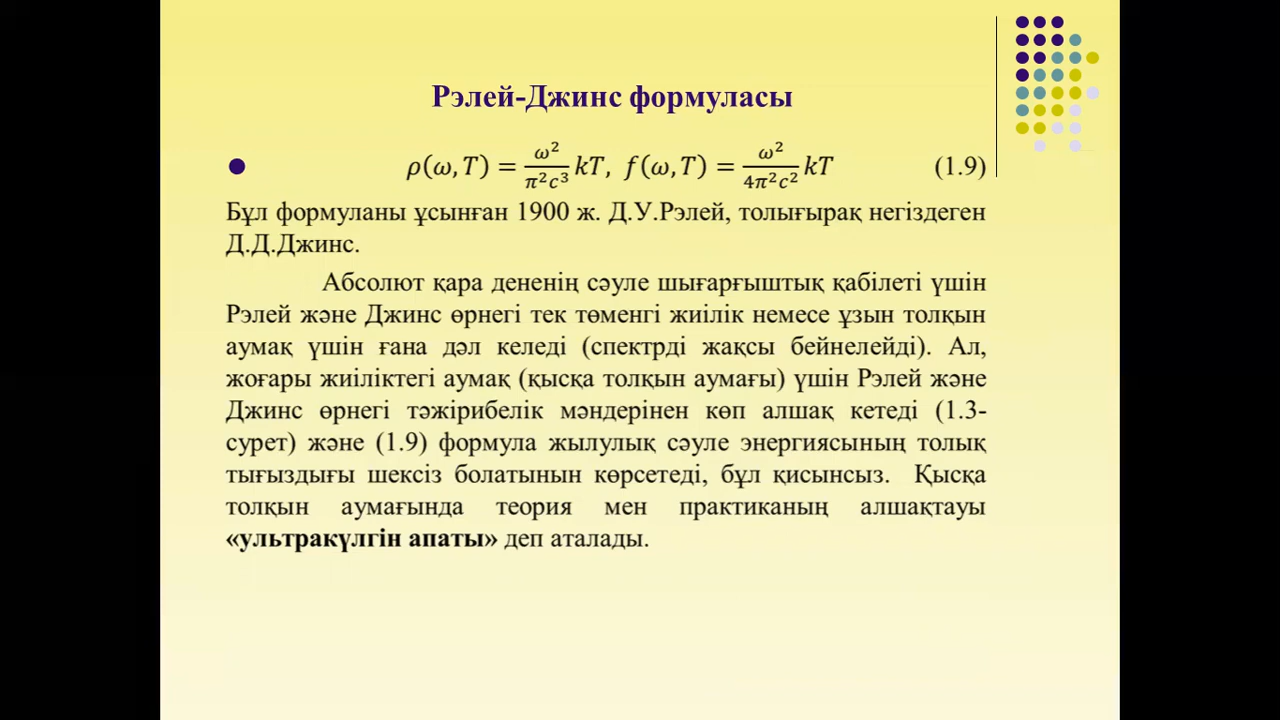 Рэлей-Джинс формуласы
ρ(ω,T) = ω²/π²c³ kT, f(ω,T) = ω²/4π²c² kT (1.9)
Бұл формуланы ұсынған 1900 ж. Д.У.Рэлей, толығырақ негіздеген
Д.Д.Джинс.
Абсолют қара дененің сәуле шығарғыштық қабілеті үшін
Рэлей және Джинс өрнегі тек төменгі жиілік немесе ұзын толқын
аумақ үшін ғана дәл келеді (спектрді жақсы бейнелейді). Ал,
жоғары жиіліктегі аумақ (қысқа толқын аумағы) үшін Рэлей және
Джинс өрнегі тәжірибелік мәндерінен көп алшақ кетеді (1.3-
сурет) және (1.9) формула жылулық сәуле энергиясының толық
тығыздығы шексіз болатынын көрсетеді, бұл қисынсыз. Қысқа
толқын аумағында теория мен практиканың алшақтауы
«ультракүлгін апаты» деп аталады.